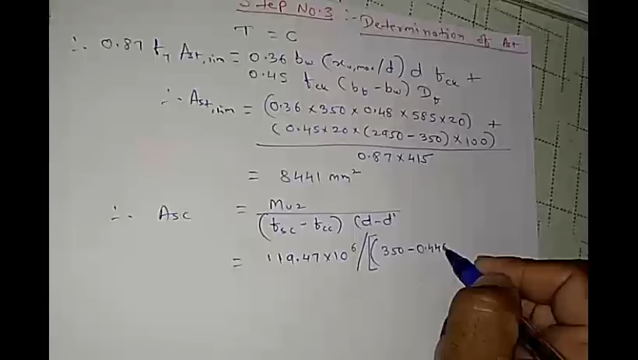 Step No.3 :- Determination of Ast
T = C
∴ 0.87 fy Ast,lim = 0.36 bw (xu,max/d) d fck +
0.45 fck (bf - bw) Df
∴ Ast,lim = (0.36 × 350 × 0.48 × 585 × 20) +
(0.45 × 20 × (2950 - 350) × 100)
0.87 × 415
= 8441 mm²
∴ Asc = Mu2
(fsc - fcc) (d-d'
= 119.47 × 10⁶ / [(350 - 0.446